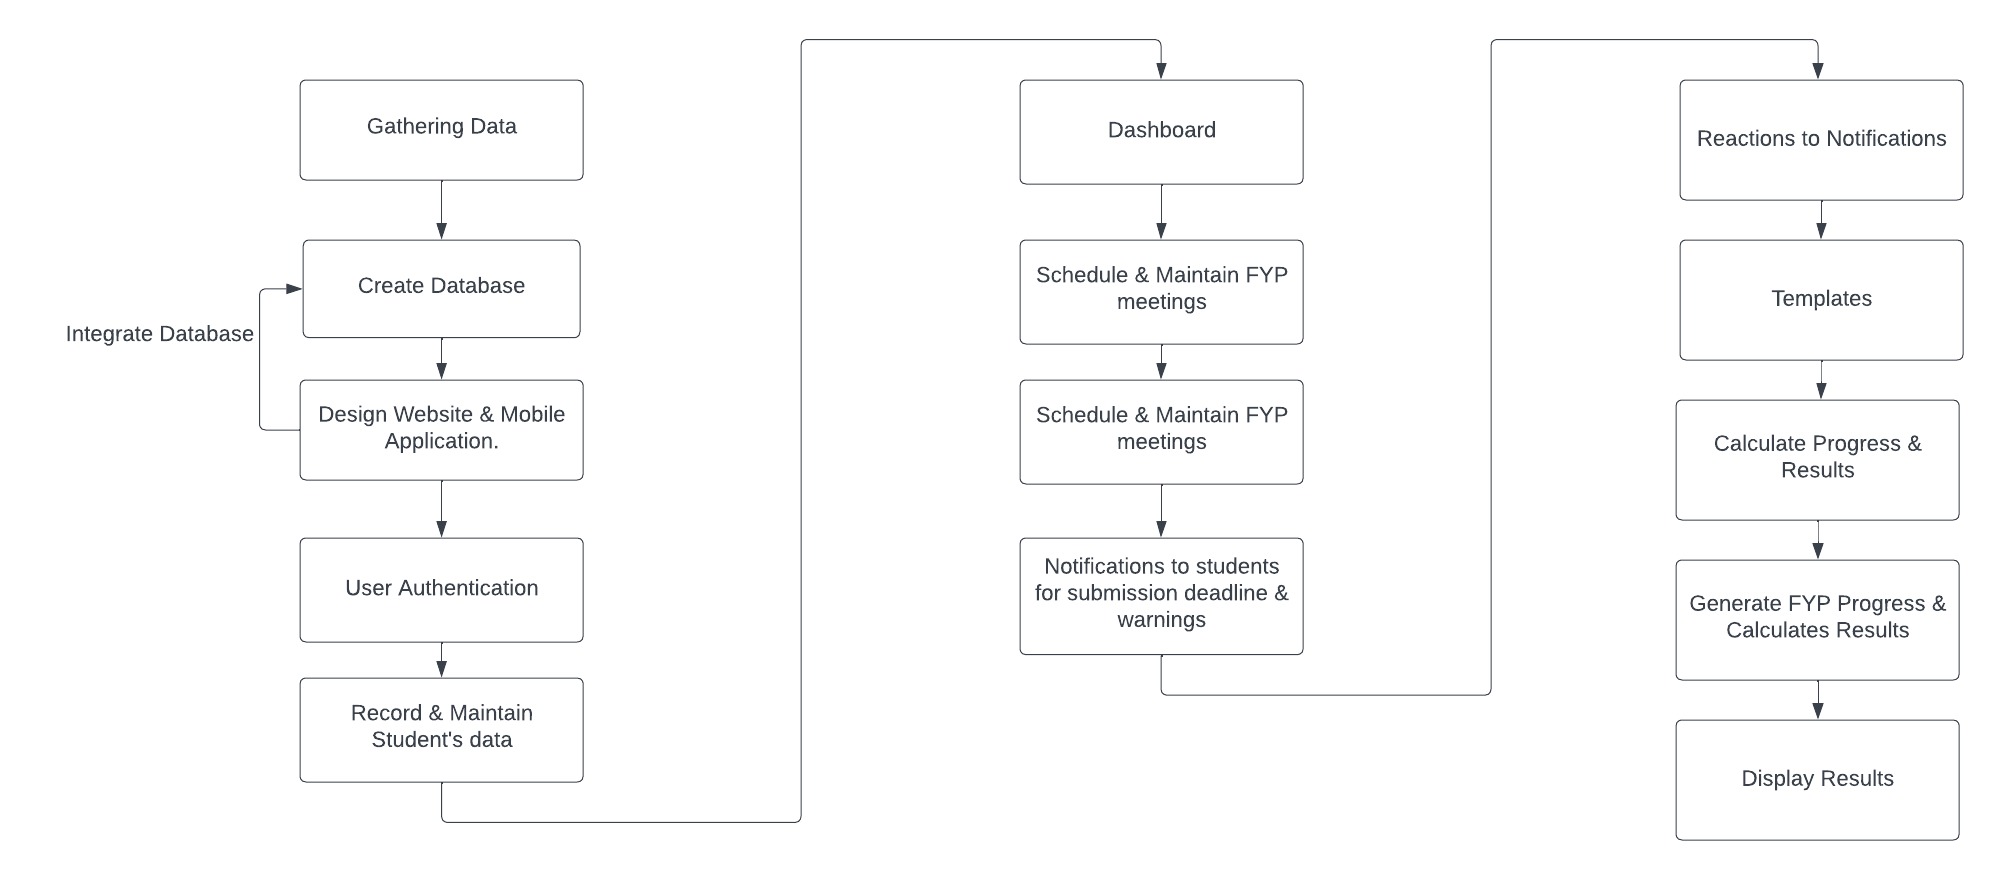 Gathering Data
Create Database
Integrate Database
Design Website & Mobile
Application.
User Authentication
Record & Maintain
Student's data
Dashboard
Schedule & Maintain FYP
meetings
Schedule & Maintain FYP
meetings
Notifications to students
for submission deadline &
warnings
Reactions to Notifications
Templates
Calculate Progress &
Results
Generate FYP Progress &
Calculates Results
Display Results